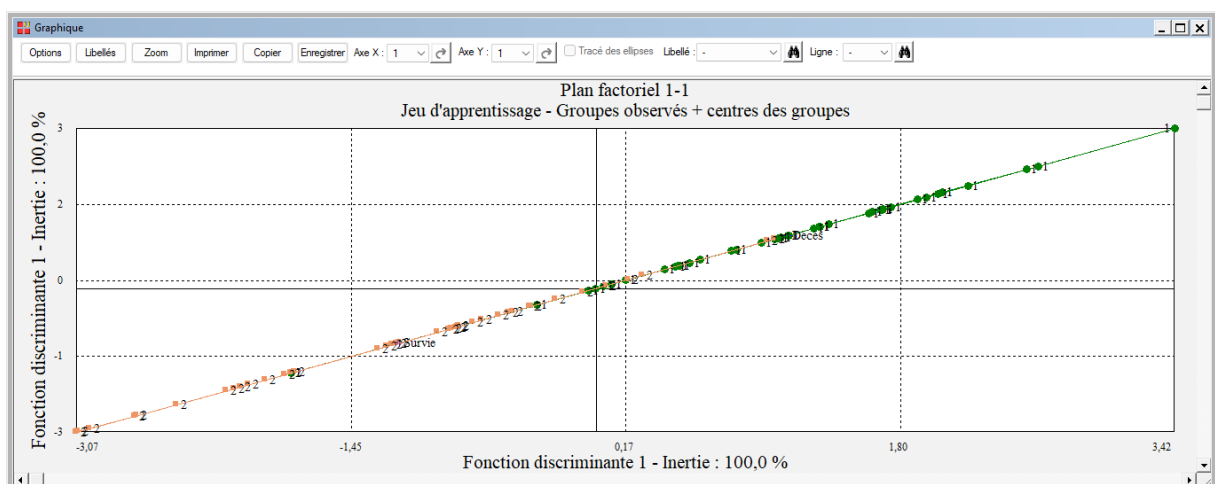 Graphique
Options Libellés Zoom Imprimer Copier Enregistrer Axe X : 1 Axe Y : 1 Tracé des ellipses Libellé : - Ligne : -
Plan factoriel 1-1
Jeu d'apprentissage - Groupes observés + centres des groupes
Fonction discriminante 1 - Inertie : 100,0 %
3
2
0
-1
-3
Décès
Survie
-3,07 -1,45 0,17 1,80 3,42
Fonction discriminante 1 - Inertie : 100,0 %